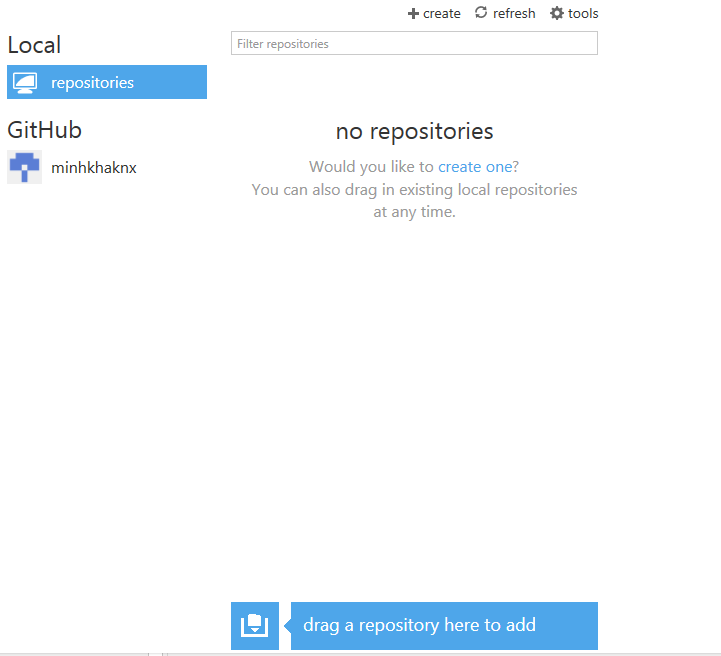 create refresh tools
Local
Filter repositories
repositories
GitHub
minhkhaknx
no repositories
Would you like to create one?
You can also drag in existing local repositories
at any time.
drag a repository here to add